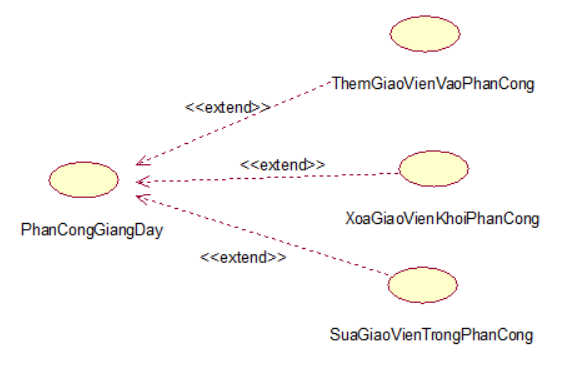 ThemGiaoVienVaoPhanCong
<<extend>>
<<extend>>
XoaGiaoVienKhoiPhanCong
PhanCongGiangDay
<<extend>>
SuaGiaoVienTrongPhanCong